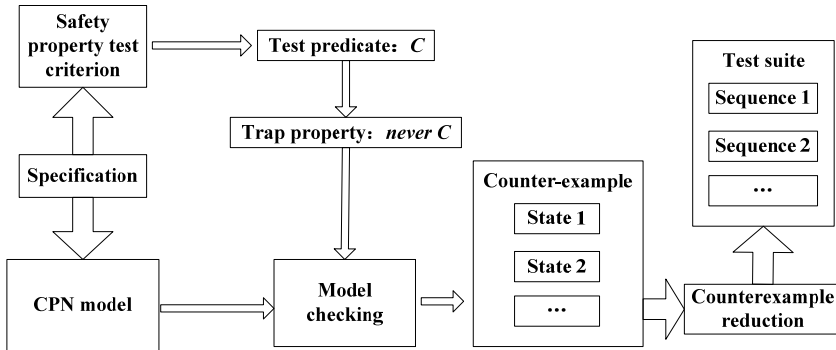 Safety
property test
criterion
Test predicate：C
Trap property：never C
Specification
CPN model
Model
checking
Counter-example
State 1
State 2
...
Test suite
Sequence 1
Sequence 2
...
Counterexample
reduction